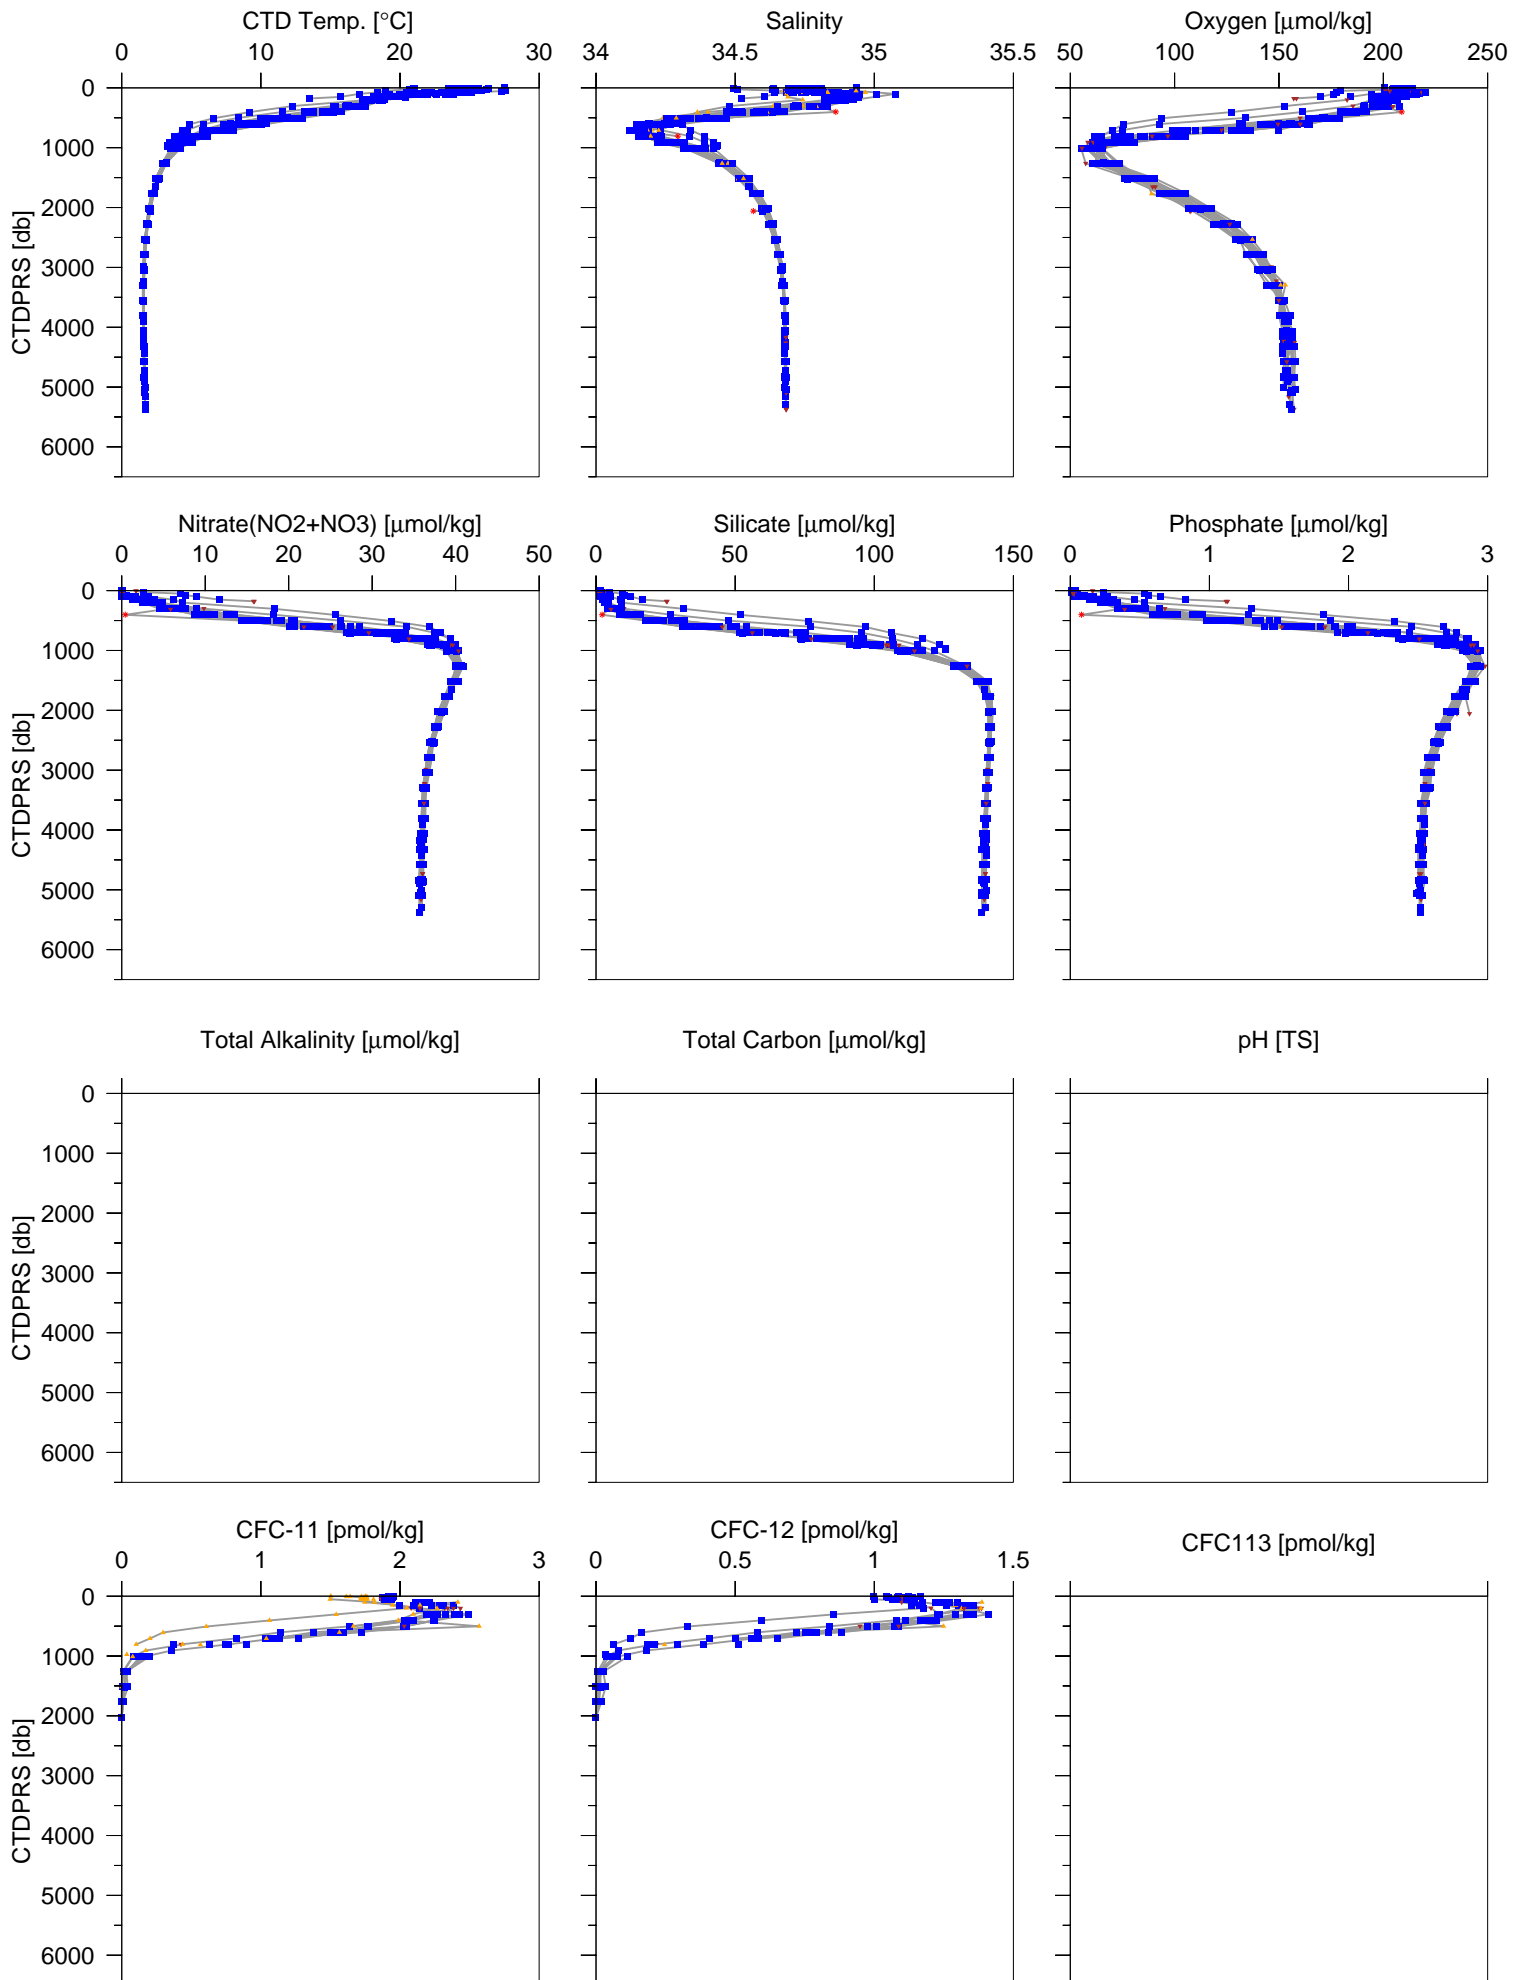 CTD Temp. [°C] Salinity Oxygen [μmol/kg]
0 10 20 30 34 34.5 35 35.5 50 100 150 200 250
0
1000
2000
3000
4000
5000
6000
CTDPRS [db]
Nitrate(NO2+NO3) [μmol/kg] Silicate [μmol/kg] Phosphate [μmol/kg]
0 10 20 30 40 50 0 50 100 150 0 1 2 3
0
1000
2000
3000
4000
5000
6000
CTDPRS [db]
Total Alkalinity [μmol/kg] Total Carbon [μmol/kg] pH [TS]
0
1000
2000
3000
4000
5000
6000
CTDPRS [db]
CFC-11 [pmol/kg] CFC-12 [pmol/kg] CFC113 [pmol/kg]
0 1 2 3 0 0.5 1 1.5
0
1000
2000
3000
4000
5000
6000
CTDPRS [db]